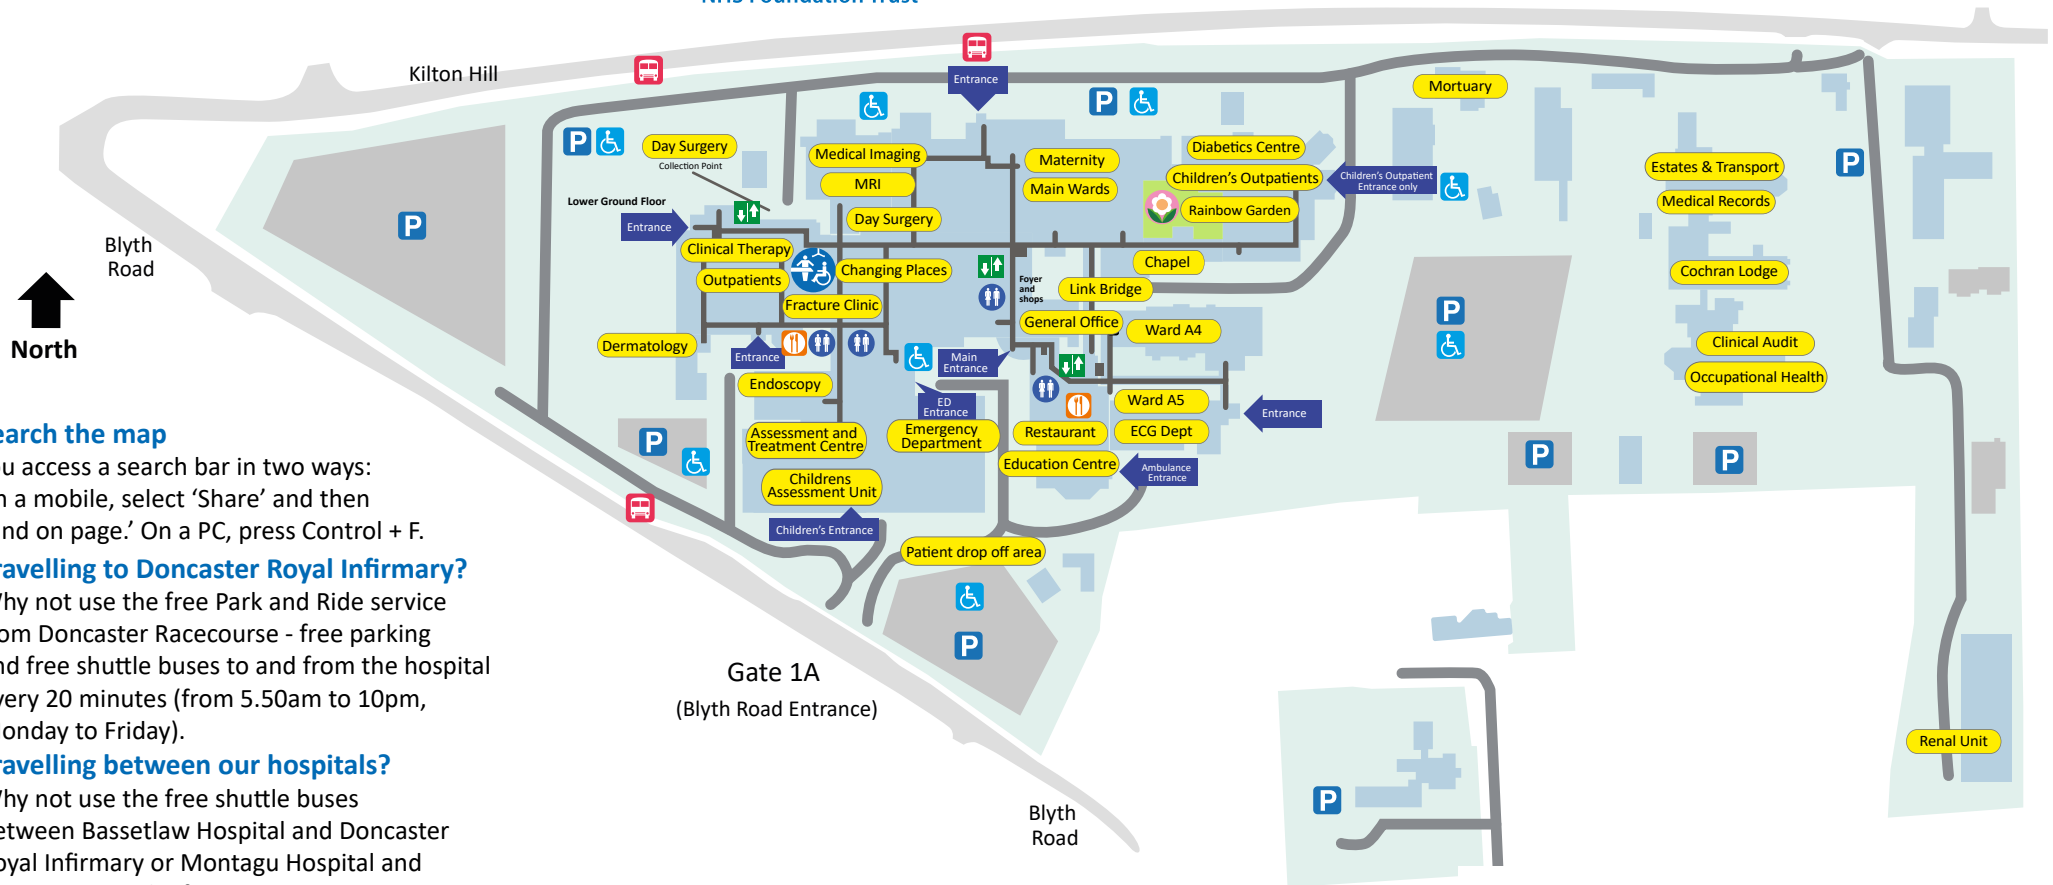 NHS Foundation Trust
Kilton Hill
Entrance
Mortuary
Day Surgery
Collection Point
Medical Imaging
MRI
Day Surgery
Maternity
Main Wards
Diabetics Centre
Children's Outpatients
Rainbow Garden
Children's Outpatient
Entrance only
Estates & Transport
Medical Records
Cochran Lodge
Clinical Audit
Occupational Health
Lower Ground Floor
Entrance
Clinical Therapy
Outpatients
Changing Places
Fracture Clinic
Dermatology
Entrance
Foyer
and
shops
Chapel
Link Bridge
General Office
Ward A4
Main
Entrance
Endoscopy
ED
Entrance
Emergency
Department
Assessment and
Treatment Centre
Childrens
Assessment Unit
Children's Entrance
Restaurant
Education Centre
Ward A5
ECG Dept
Entrance
Ambulance
Entrance
Patient drop off area
Blyth
Road
North
earch the map
ou access a search bar in two ways:
n a mobile, select ‘Share’ and then
nd on page.’ On a PC, press Control + F.
ravelling to Doncaster Royal Infirmary?
hy not use the free Park and Ride service
om Doncaster Racecourse - free parking
nd free shuttle buses to and from the hospital
very 20 minutes (from 5.50am to 10pm,
onday to Friday).
ravelling between our hospitals?
hy not use the free shuttle buses
etween Bassetlaw Hospital and Doncaster
oyal Infirmary or Montagu Hospital and
Gate 1A
(Blyth Road Entrance)
Blyth
Road
Renal Unit
P
P
P
P
P
P
P
P
P
P
P